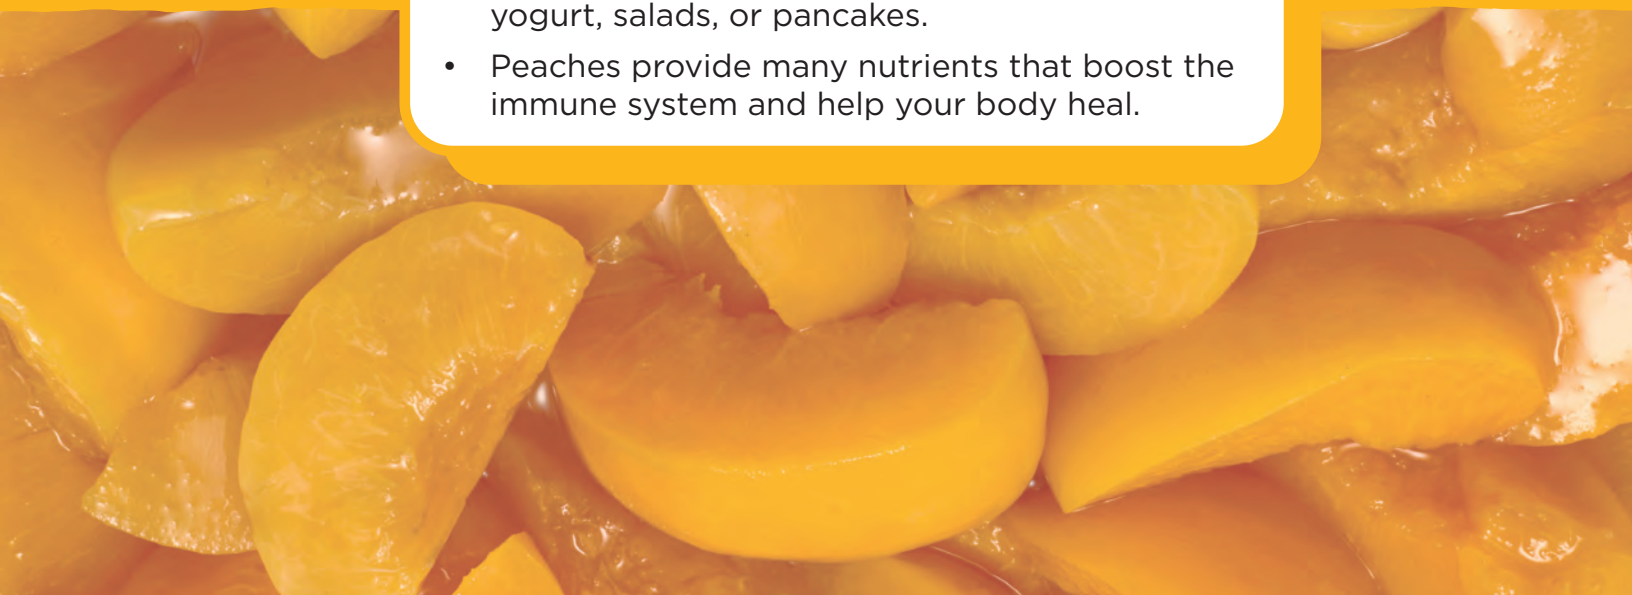 yogurt, salads, or pancakes.
• Peaches provide many nutrients that boost the
immune system and help your body heal.